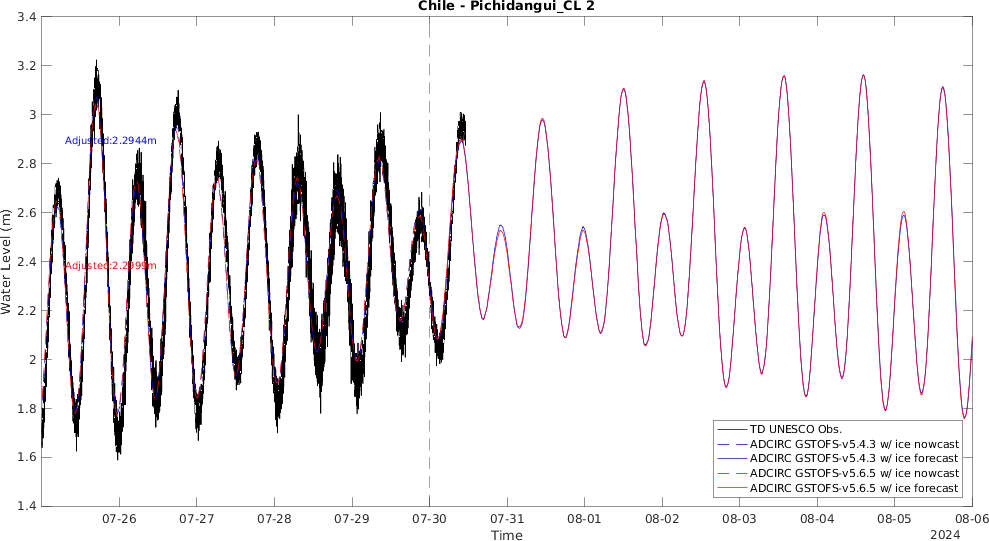 Chile - Pichidangui_CL 2
3.4
3.2
3
2.8
2.6
2.4
2.2
2
1.8
1.6
1.4
Water Level (m)
Adjusted:2.2944m
Adjusted:2.2999m
TD UNESCO Obs.
ADCIRC GSTOFS-v5.4.3 w/ ice nowcast
ADCIRC GSTOFS-v5.4.3 w/ ice forecast
ADCIRC GSTOFS-v5.6.5 w/ ice nowcast
ADCIRC GSTOFS-v5.6.5 w/ ice forecast
07-26 07-27 07-28 07-29 07-30 07-31 08-01 08-02 08-03 08-04 08-05 08-06
Time
2024